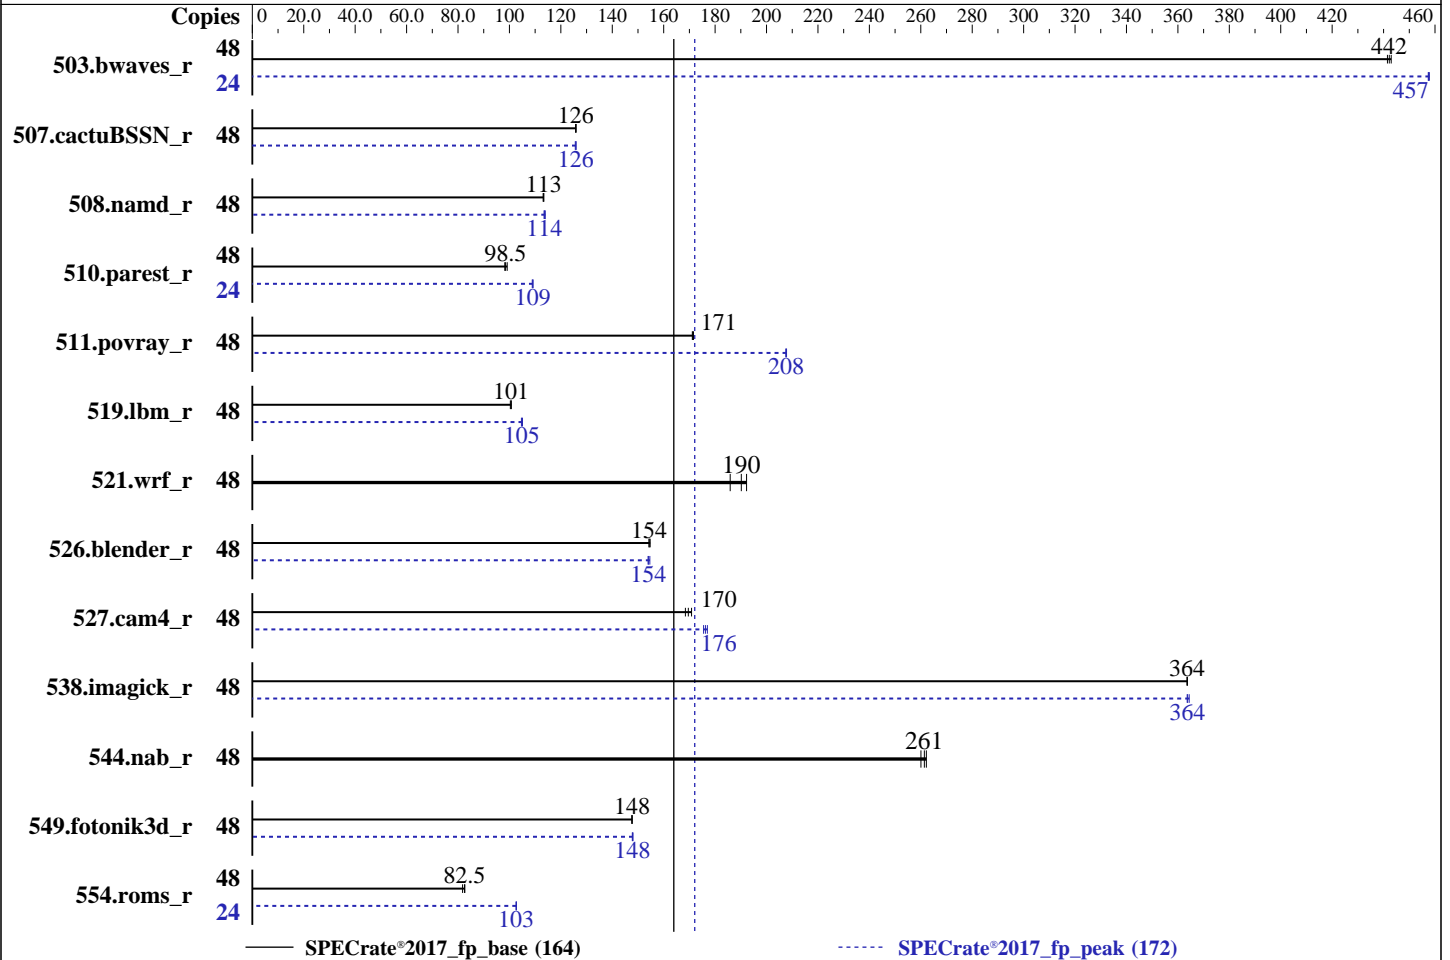 Copies 0 20.0 40.0 60.0 80.0 100 120 140 160 180 200 220 240 260 280 300 320 340 360 380 400 420 460
503.bwaves_r 48 442
24 457
507.cactuBSSN_r 48 126
126
508.namd_r 48 113
114
510.parest_r 48 98.5
24 109
511.povray_r 48 171
208
519.lbm_r 48 101
105
521.wrf_r 48 190
526.blender_r 48 154
154
527.cam4_r 48 170
176
538.imagick_r 48 364
364
544.nab_r 48 261
549.fotonik3d_r 48 148
148
554.roms_r 48 82.5
24 103
SPECrate®2017_fp_base (164) SPECrate®2017_fp_peak (172)